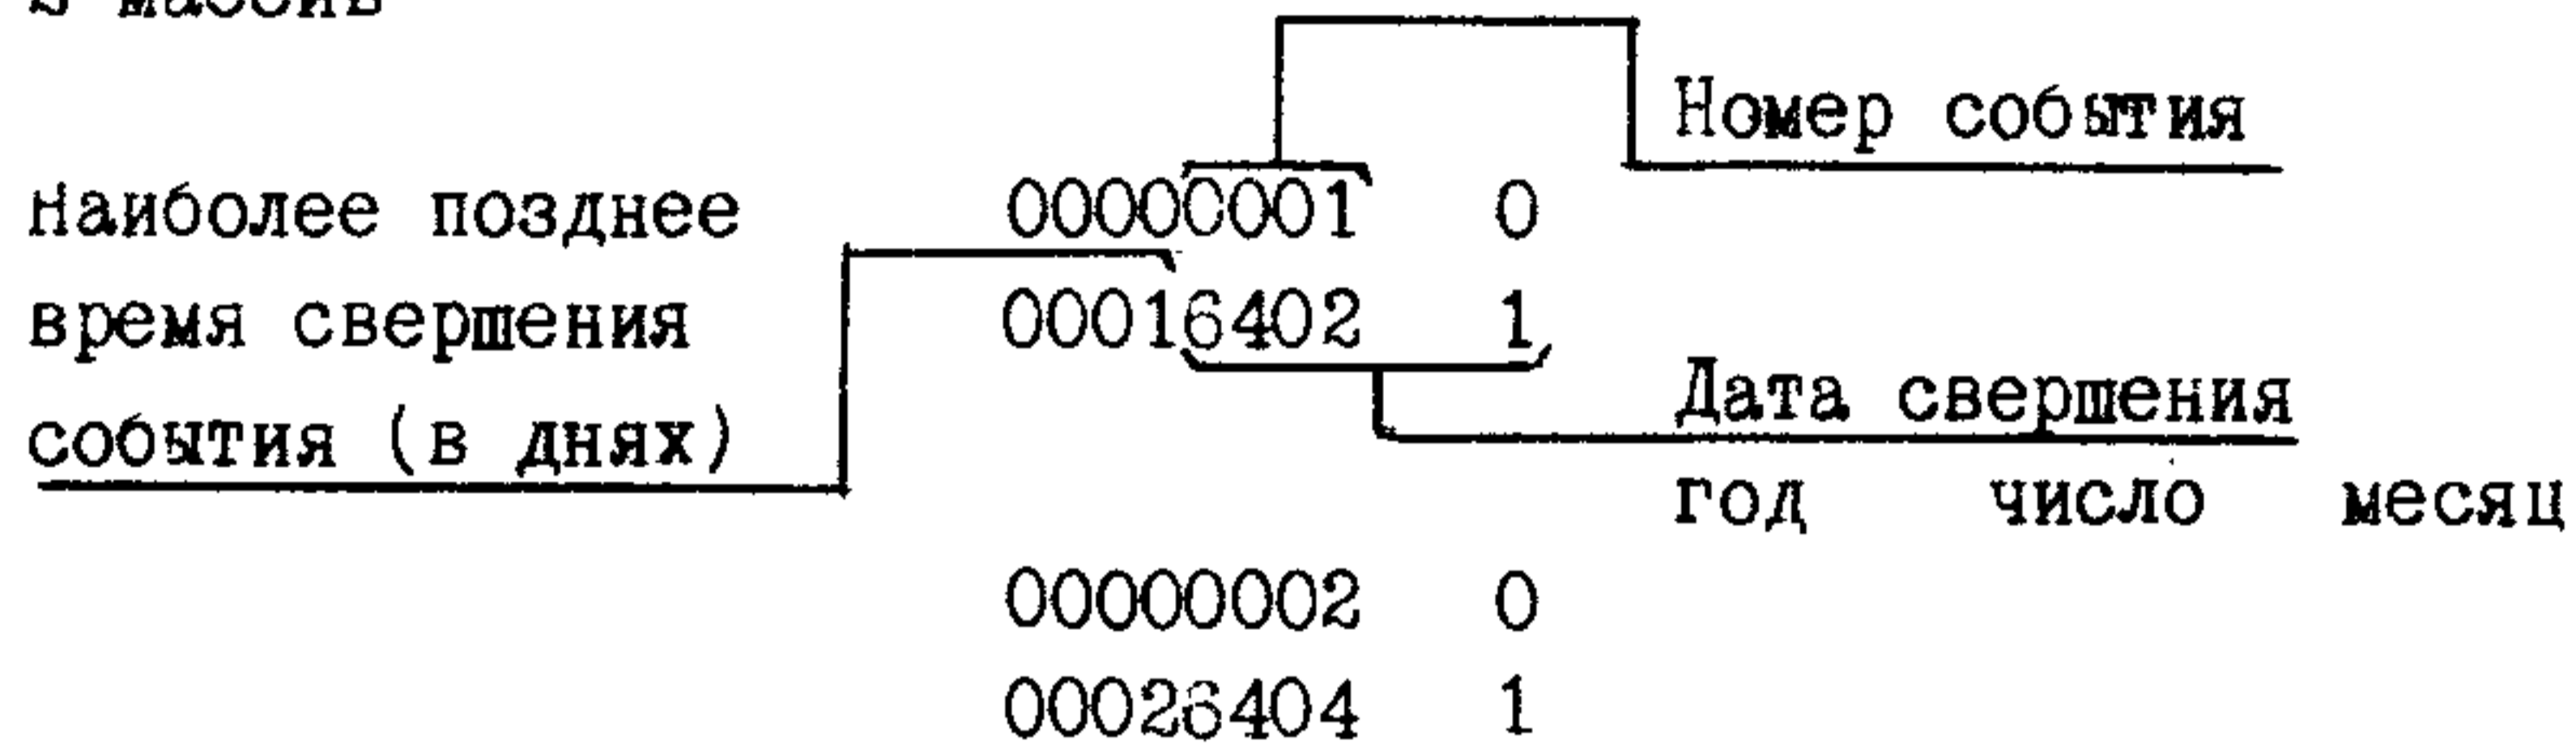 массив
Номер события
Наиболее позднее 00000001 0
время свершения 00016402 1
события (в днях) Дата свершения
год число месяц
00000002 0
00026404 1